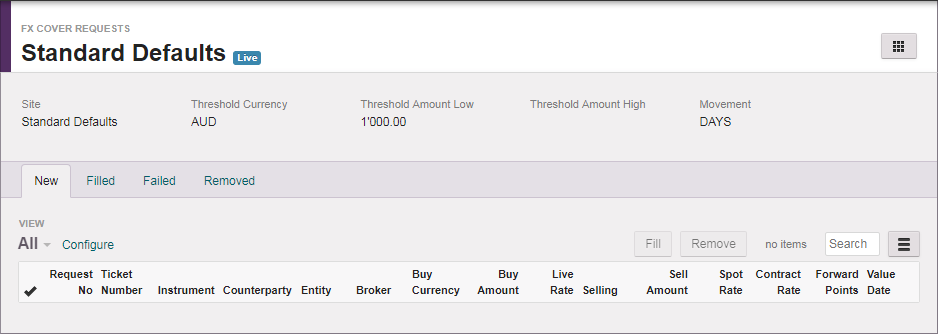 FX COVER REQUESTS
Standard Defaults Live
Site Threshold Currency Threshold Amount Low Threshold Amount High Movement
Standard Defaults AUD 1'000.00 DAYS
New Filled Failed Removed
VIEW
All Configure Fill Remove no items Search
Request Ticket Buy Buy Live Sell Spot Contract Forward Value
No Number Instrument Counterparty Entity Broker Currency Amount Rate Selling Amount Rate Rate Points Date